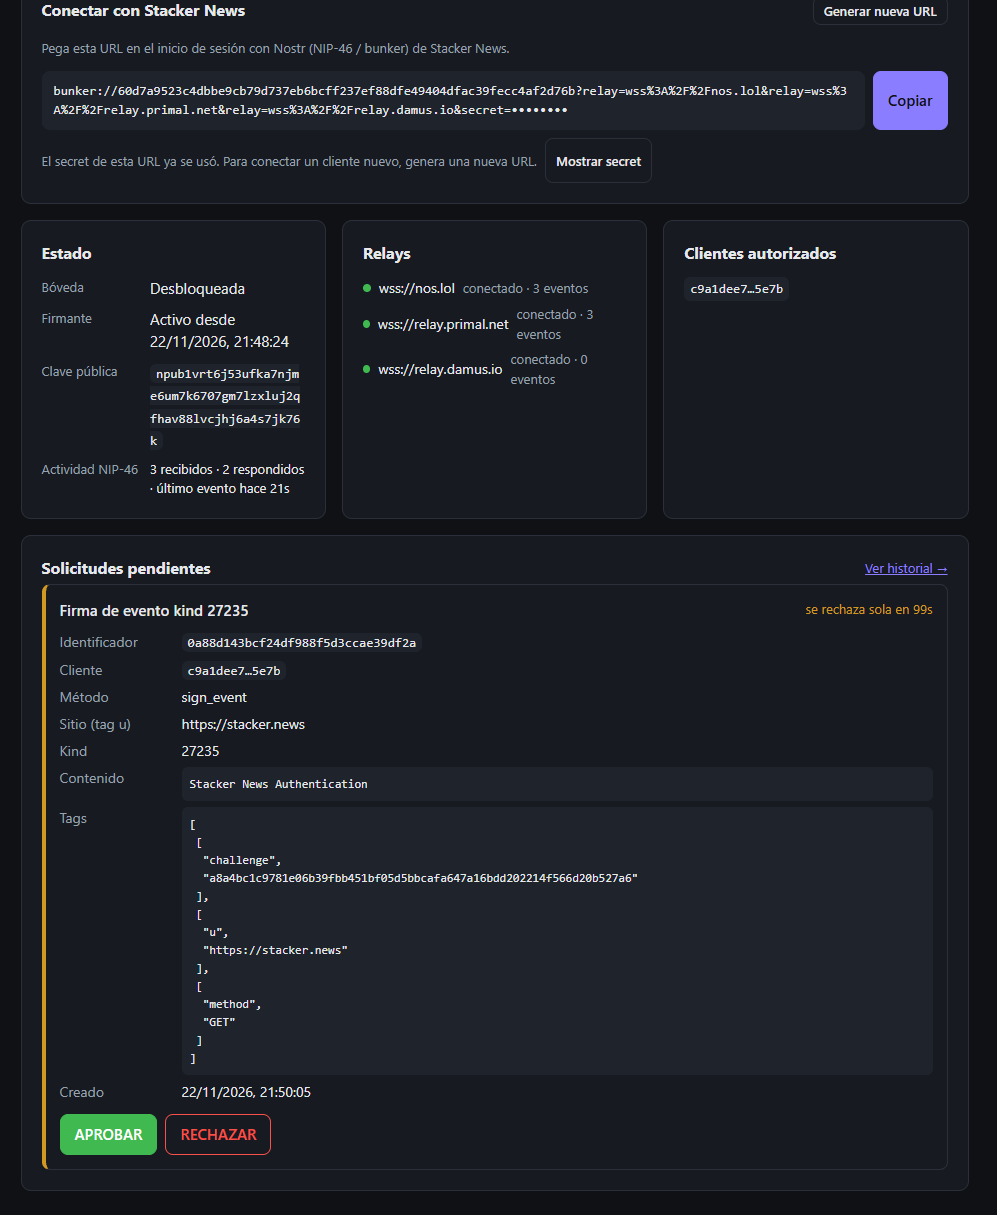 Conectar con Stacker News
Generar nueva URL
Pega esta URL en el inicio de sesión con Nostr (NIP-46 / bunker) de Stacker News.
bunker://60d7a9523c4dbbe9cb79d737eb6bcff237ef88dfe49404dfac39fecc4af2d76b?relay=wss%3A%2F%2Fnos.lol&relay=wss%3
A%2F%2Frelay.primal.net&relay=wss%3A%2F%2Frelay.damus.io&secret=••••••••
Copiar
El secret de esta URL ya se usó. Para conectar un cliente nuevo, genera una nueva URL.
Mostrar secret
Estado
Bóveda
Desbloqueada
Firmante
Activo desde
22/11/2026, 21:48:24
Clave pública
npub1vrt6j53ufka7njm
e6um7k6707gm7lzxluj2q
fhav88lvcjhj6a4s7jk76
k
Actividad NIP-46
3 recibidos · 2 respondidos
· último evento hace 21s
Relays
wss://nos.lol conectado · 3 eventos
wss://relay.primal.net conectado · 3
eventos
wss://relay.damus.io conectado · 0
eventos
Clientes autorizados
c9a1dee7…5e7b
Solicitudes pendientes
Ver historial →
Firma de evento kind 27235
se rechaza sola en 99s
Identificador
0a88d143bcf24df988f5d3ccae39df2a
Cliente
c9a1dee7…5e7b
Método
sign_event
Sitio (tag u)
https://stacker.news
Kind
27235
Contenido
Stacker News Authentication
Tags
[
[
"challenge",
"a8a4bc1c9781e06b39fbb451bf05d5bbcafa647a16bdd202214f566d20b527a6"
],
[
"u",
"https://stacker.news"
],
[
"method",
"GET"
]
]
Creado
22/11/2026, 21:50:05
APROBAR
RECHAZAR